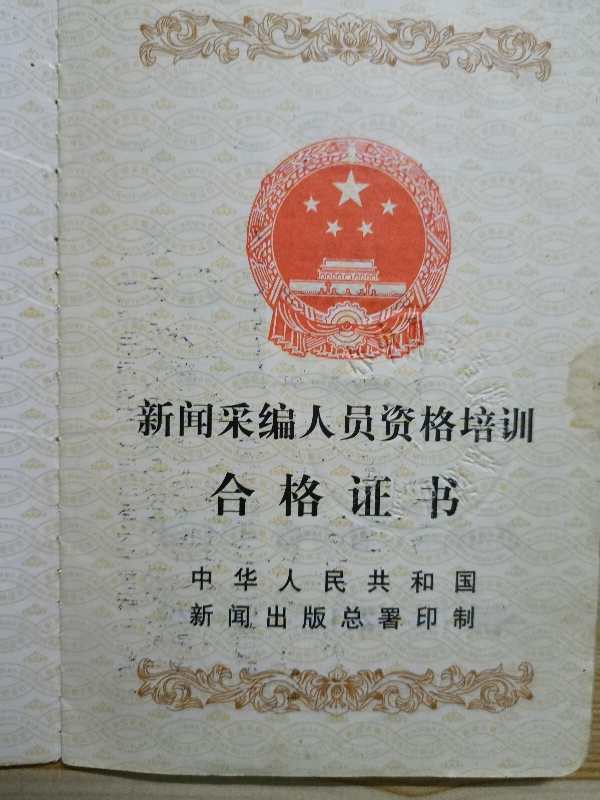 新闻采编人员资格培训
合格证书
中华人民共和国
新闻出版总署印制